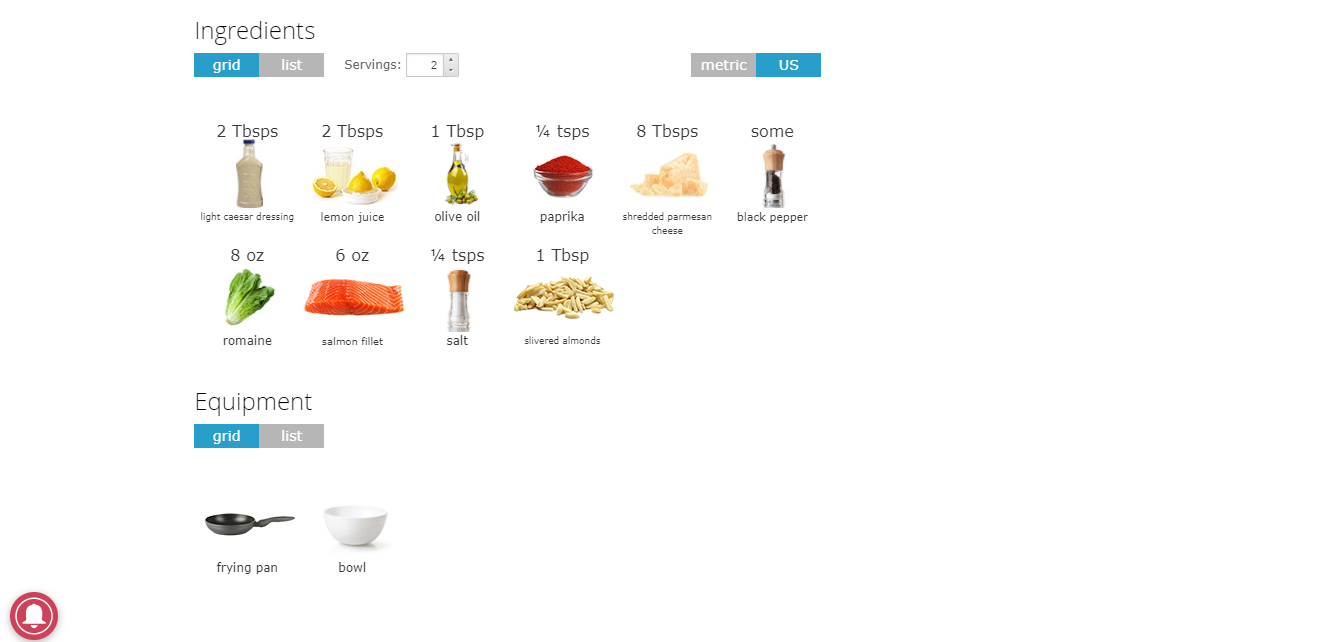 Ingredients
grid list Servings: 2 metric US
2 Tbsps 2 Tbsps 1 Tbsp ¼ tsps 8 Tbsps some
light caesar dressing lemon juice olive oil paprika shredded parmesan black pepper
cheese
8 oz 6 oz ¼ tsps 1 Tbsp
romaine salmon fillet salt slivered almonds
Equipment
grid list
frying pan bowl